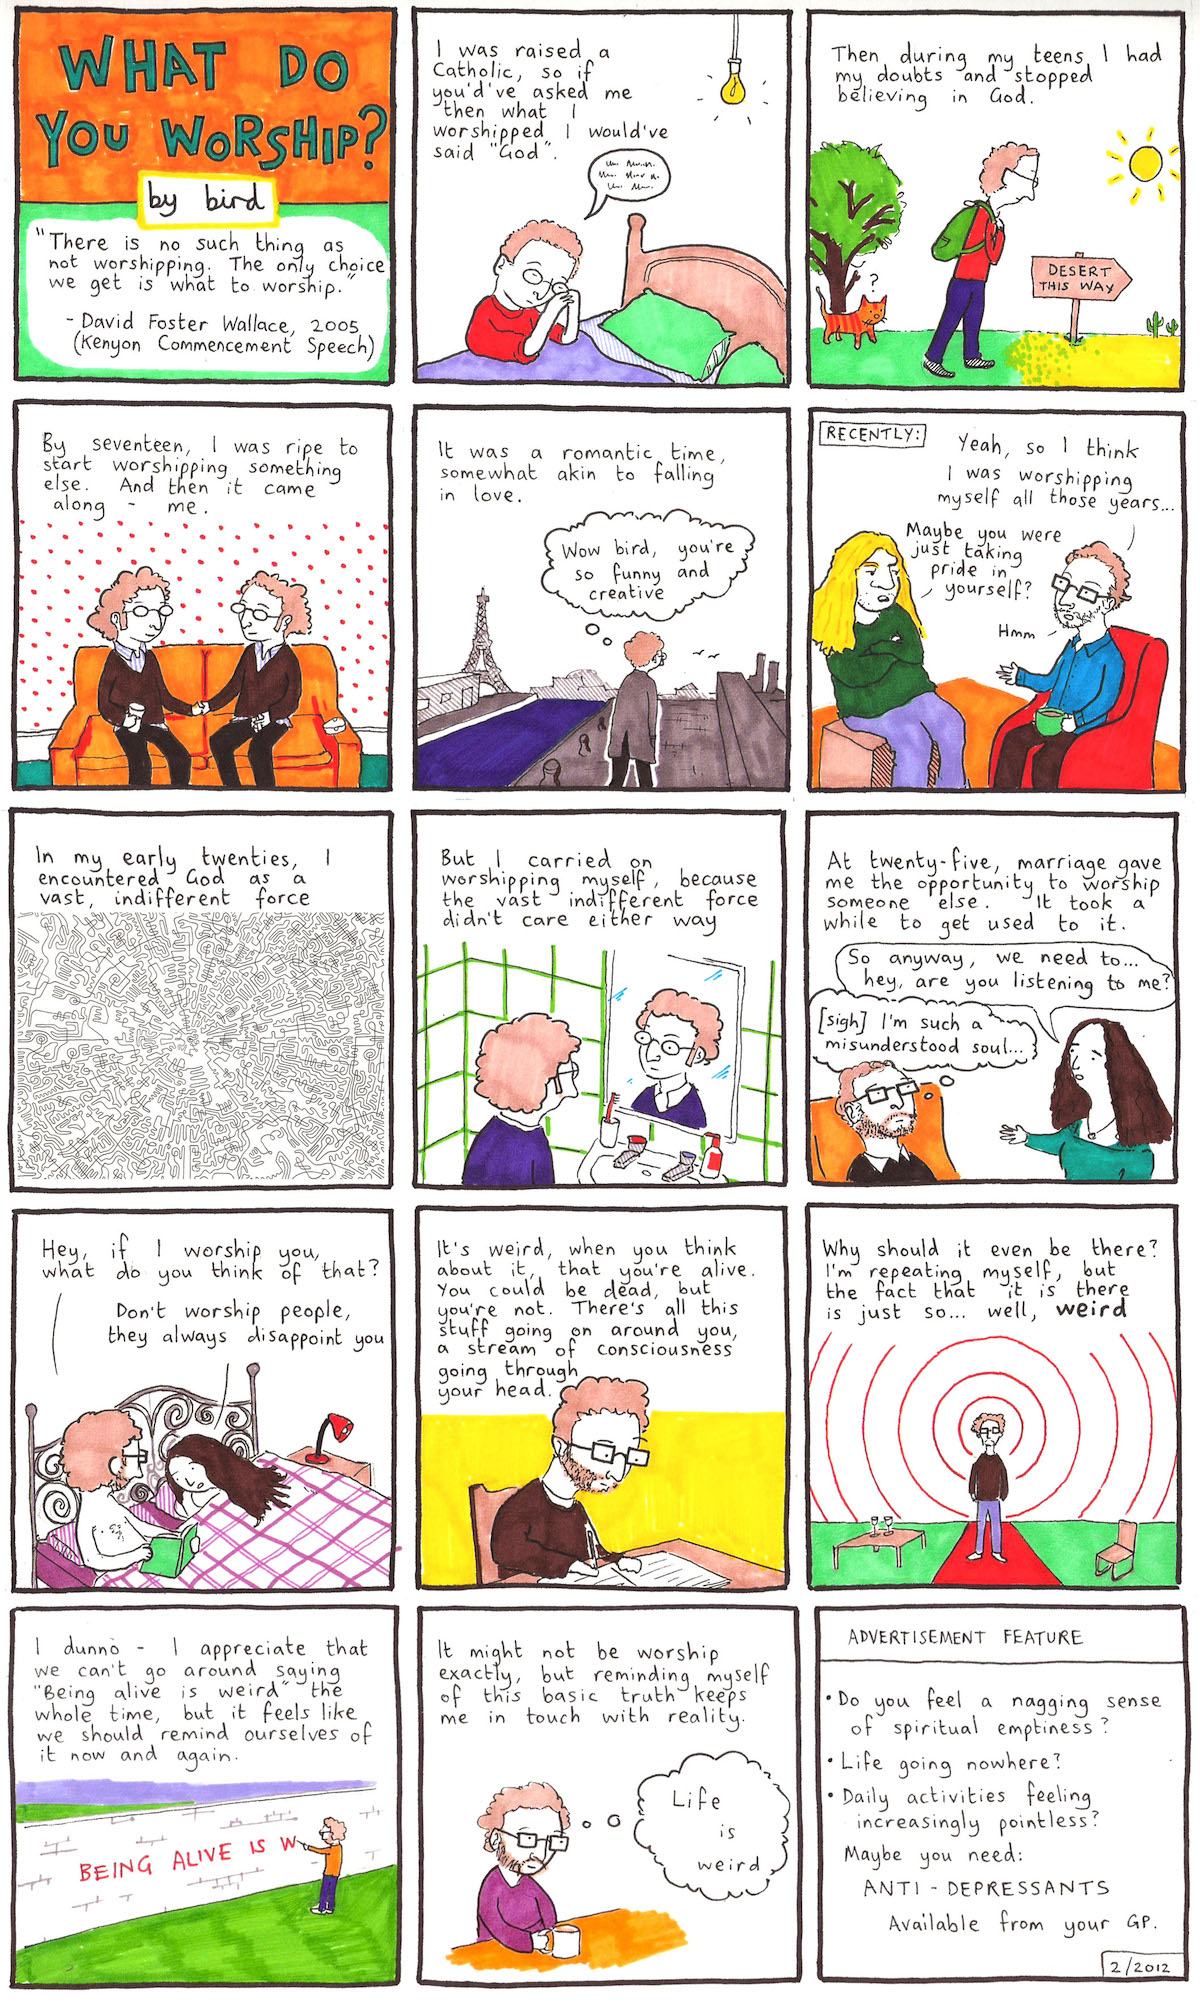 WHAT DO
YOU WORSHIP?
by bird
"There is no such thing as
not worshipping. The only choice
we get is what to worship."
- David Foster Wallace, 2005
(Kenyon Commencement Speech)
I was raised a
Catholic, so if
you'd've asked me
then what I
worshipped, I would've
said "God".
Then during my teens, I had
my doubts and stopped
believing in God.
?
DESERT
THIS WAY
By seventeen, I was ripe to
start worshipping something
else. And then it came
along - me.
It was a romantic time,
somewhat akin to falling
in love.
Wow bird, you're
so funny and
creative
RECENTLY:
Yeah, so I think
I was worshipping
myself all those years...
Maybe you were
just taking
pride in
yourself?
Hmm
In my early twenties, I
encountered God as a
vast, indifferent force
But I carried on
worshipping myself, because
the vast indifferent force
didn't care either way
At twenty-five, marriage gave
me the opportunity to worship
someone else. It took a
while to get used to it.
So anyway, we need to...
hey, are you listening to me?
[sigh] I'm such a
misunderstood soul...
Hey, if I worship you,
what do you think of that?
Don't worship people,
they always disappoint you
It's weird, when you think
about it, that you're alive.
You could be dead, but
you're not. There's all this
stuff going on around you,
a stream of consciousness
going through
your head.
Why should it even be there?
I'm repeating myself, but
the fact that it is there
is just so... well, weird
I dunno - I appreciate that
we can't go around saying
"Being alive is weird" the
whole time, but it feels like
we should remind ourselves of
it now and again.
BEING ALIVE IS W
It might not be worship
exactly, but reminding myself
of this basic truth keeps
me in touch with reality.
Life
is
weird
ADVERTISEMENT FEATURE
• Do you feel a nagging sense
of spiritual emptiness?
• Life going nowhere?
• Daily activities feeling
increasingly pointless?
Maybe you need:
ANTI-DEPRESSANTS
Available from your GP.
2/2012